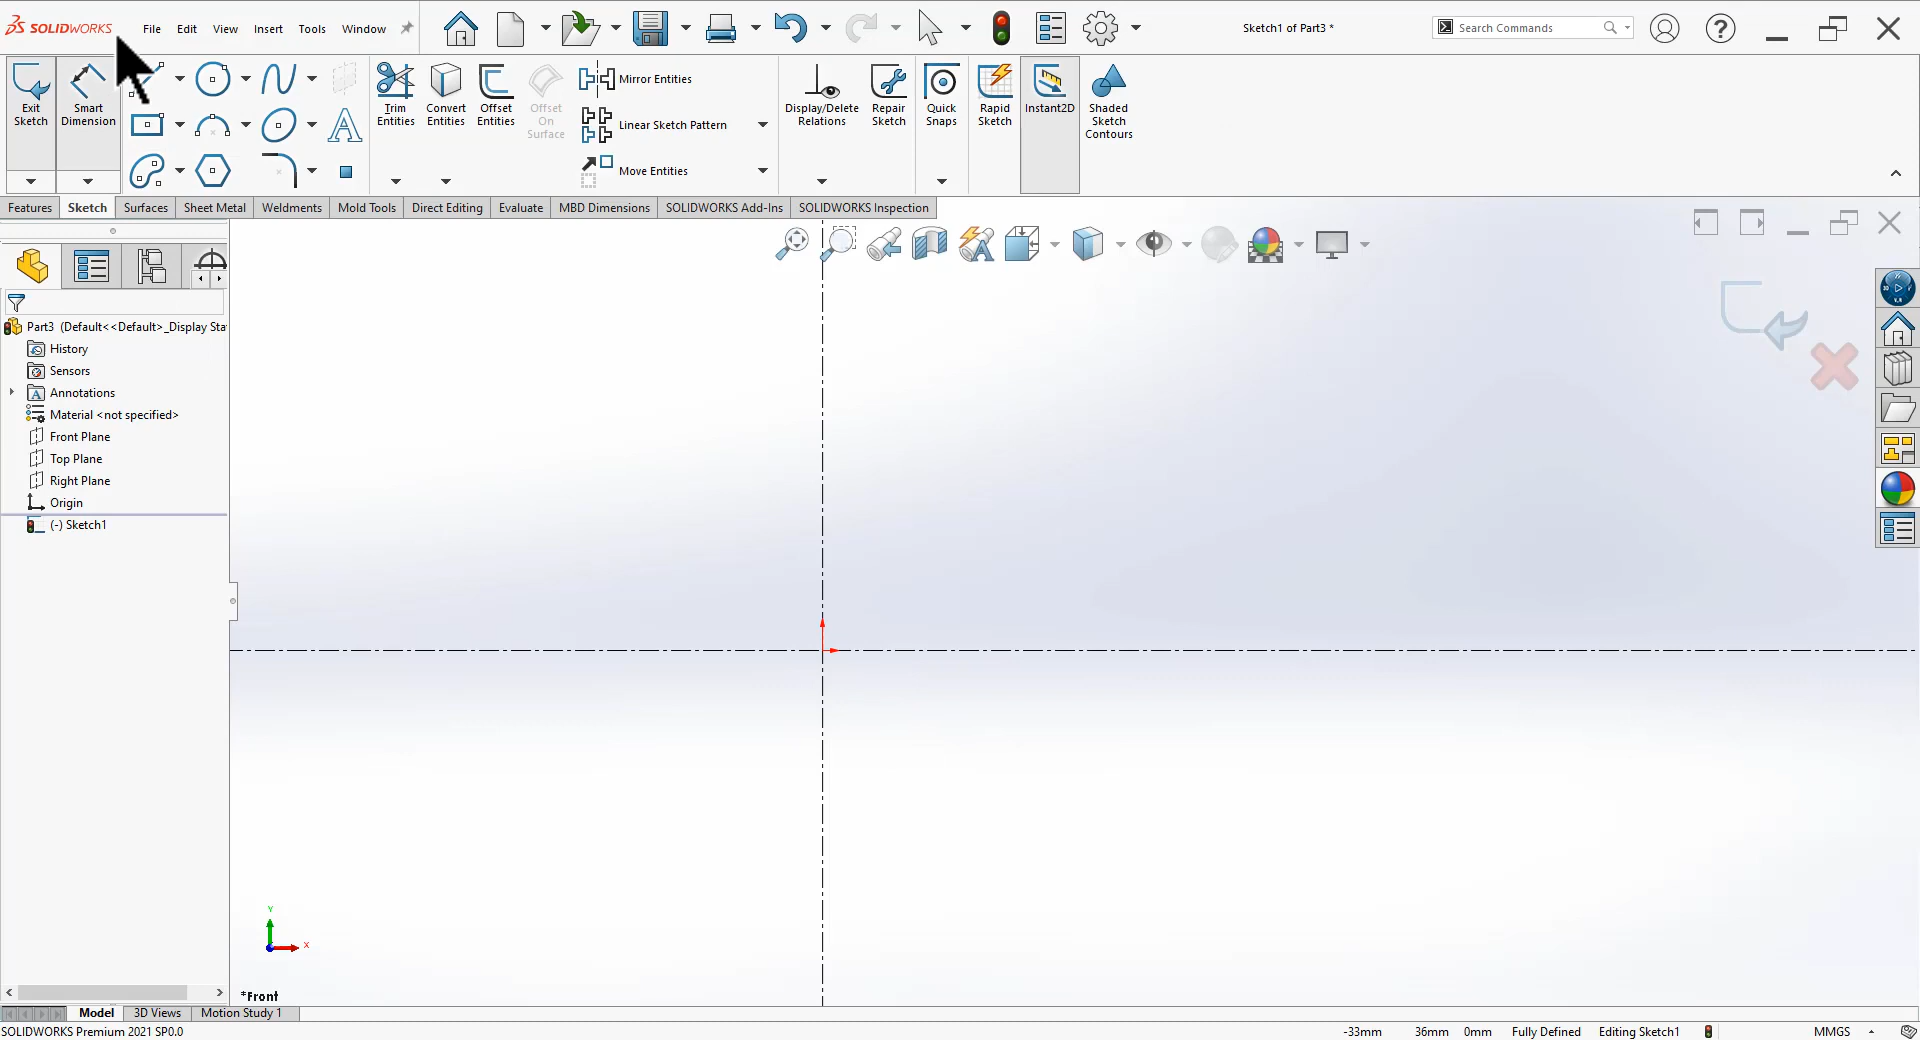 SOLIDWORKS File Edit View Insert Tools Window Sketch1 of Part3 * Search Commands
Exit Sketch
Smart Dimension
Trim Entities
Convert Entities
Offset Entities
Offset On Surface
Mirror Entities
Linear Sketch Pattern
Move Entities
Display/Delete Relations
Repair Sketch
Quick Snaps
Rapid Sketch
Instant2D
Shaded Sketch Contours
Features Sketch Surfaces Sheet Metal Weldments Mold Tools Direct Editing Evaluate MBD Dimensions SOLIDWORKS Add-Ins SOLIDWORKS Inspection
Part3 (Default<<Default>_Display Sta
History
Sensors
Annotations
Material <not specified>
Front Plane
Top Plane
Right Plane
Origin
(-) Sketch1
Y
X
*Front
Model 3D Views Motion Study 1
SOLIDWORKS Premium 2021 SP0.0 -33mm 36mm 0mm Fully Defined Editing Sketch1 MMGS